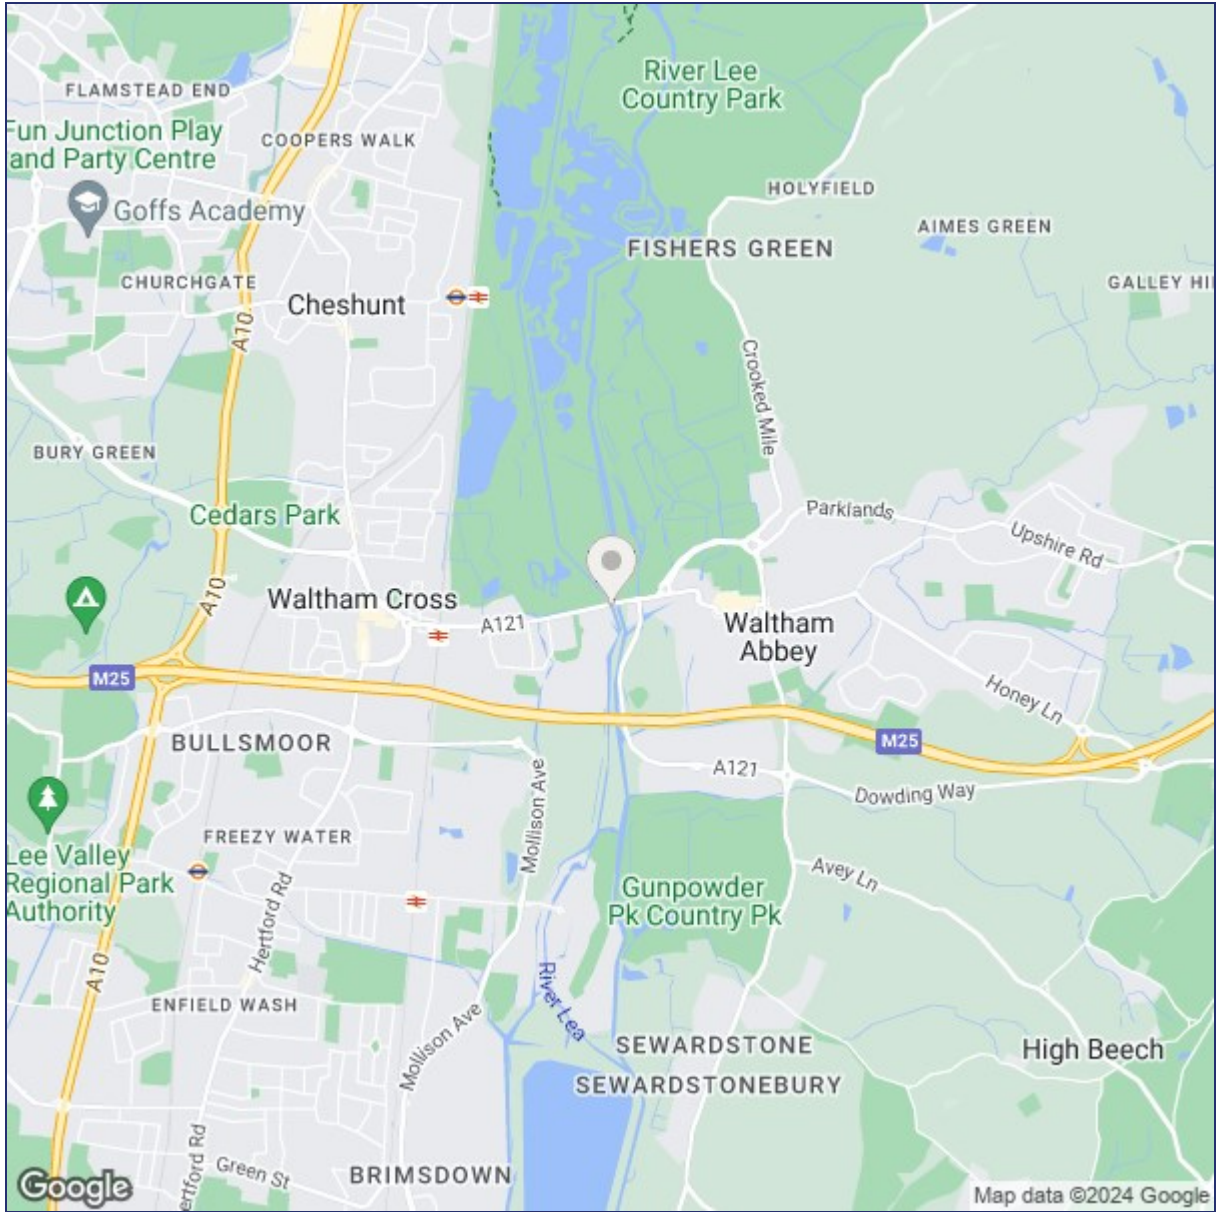 River Lee
Country Park
FLAMSTEAD END
Fun Junction Play
and Party Centre
COOPERS WALK
HOLYFIELD
Goffs Academy
AIMES GREEN
FISHERS GREEN
CHURCHGATE
GALLEY HI
Cheshunt
A10
Crooked Mile
BURY GREEN
Cedars Park
Parklands
Upshire Rd
A10
Waltham Cross
A121
Waltham
Abbey
M25
Honey Ln
BULLSMOOR
M25
A121
Mollison Ave
Dowding Way
FREEZY WATER
Lee Valley
Regional Park
Authority
Hertford Rd
Gunpowder
Pk Country Pk
Avey Ln
A10
River Lea
ENFIELD WASH
Mollison Ave
SEWARDSTONE
High Beech
SEWARDSTONEBURY
ertford Rd
Green St
BRIMSDOWN
Google
Map data ©2024 Google